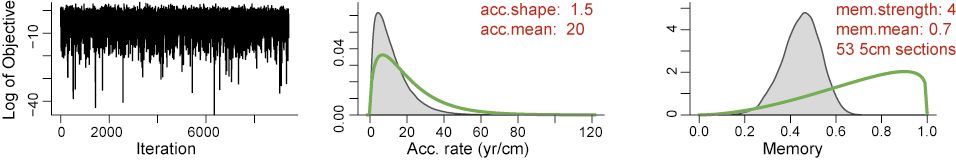 Log of Objective
-10
-40
0
2000
6000
Iteration
acc.shape: 1.5
acc.mean: 20
0.04
0.00
0
20
40
60
80
120
Acc. rate (yr/cm)
mem.strength: 4
mem.mean: 0.7
53 5cm sections
4
2
0
0.0
0.2
0.4
0.6
0.8
1.0
Memory